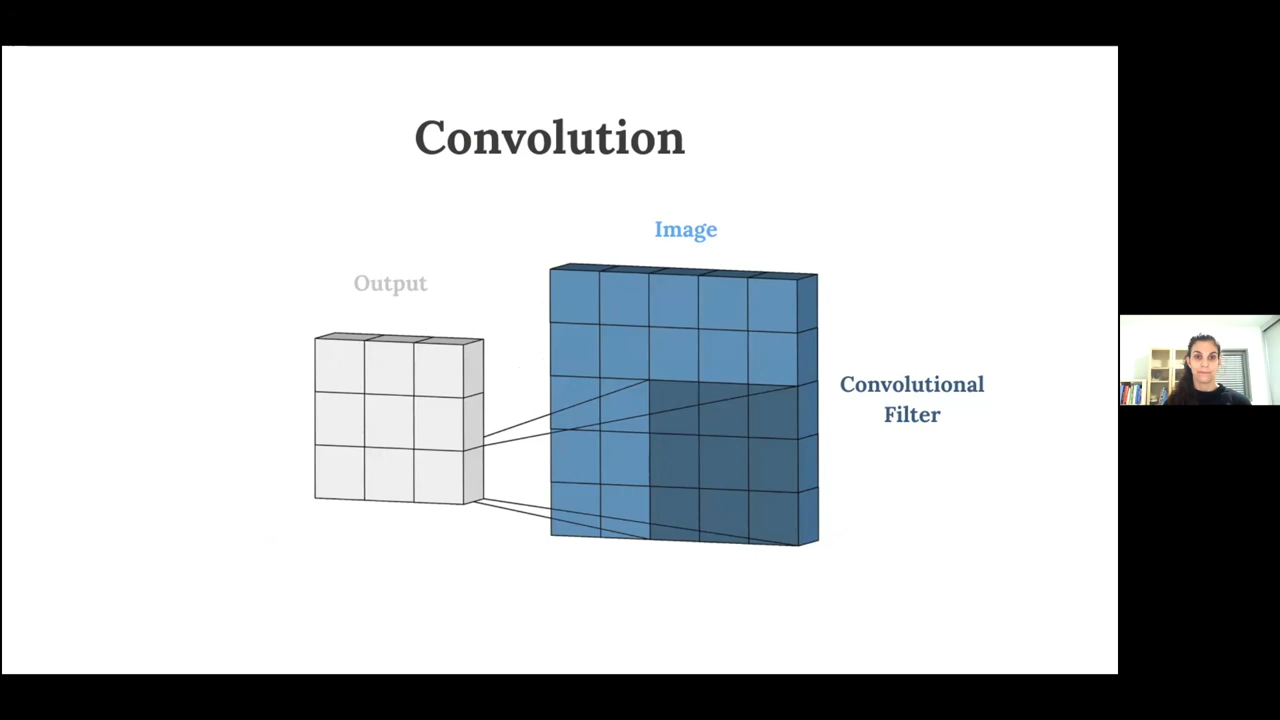 Convolution
Image
Output
Convolutional
Filter